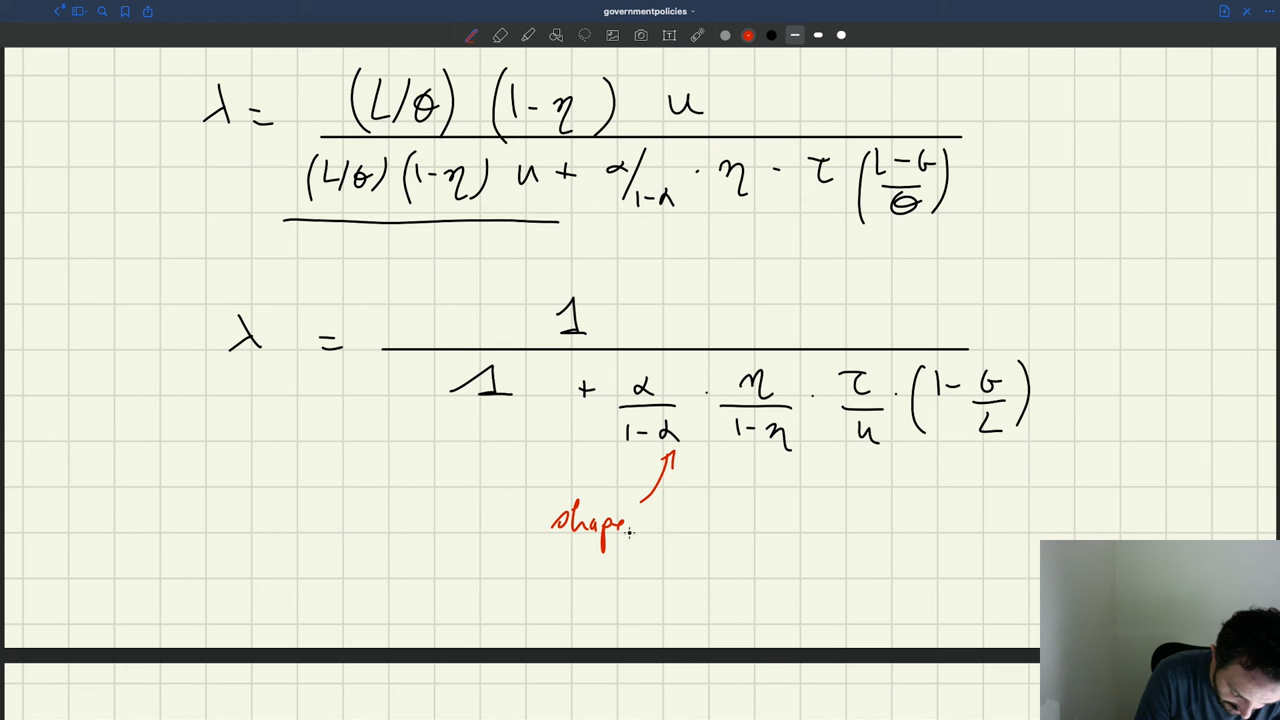 governmentpolicies
λ = (L/θ) (1-η) u
(L/θ)(1-η) u + α/1-α · η · τ (L-G/θ)
λ = 1
1 + α/1-α · η/1-η · τ/u · (1- G/L)
shape